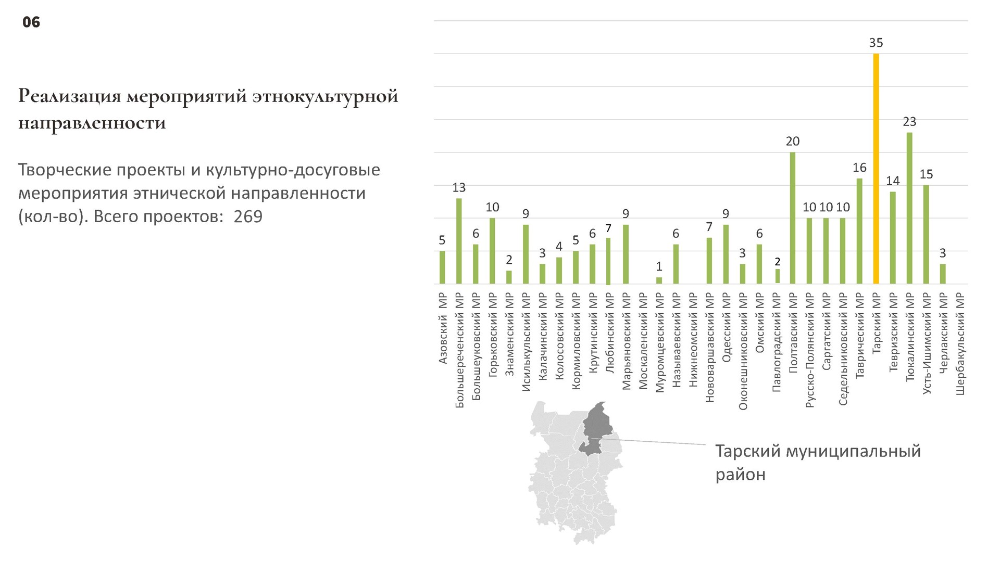 06
Реализация мероприятий этнокультурной
направленности
Творческие проекты и культурно-досуговые
мероприятия этнической направленности
(кол-во). Всего проектов: 269
5
13
6
10
2
9
3
4
5
6
7
9
1
6
7
9
3
6
2
20
10
10
10
16
35
14
23
15
3
Азовский МР
Большереченский МР
Большеуковский МР
Горьковский МР
Знаменский МР
Исилькульский МР
Калачинский МР
Колосовский МР
Кормиловский МР
Крутинский МР
Любинский МР
Марьяновский МР
Москаленский МР
Муромцевский МР
Называевский МР
Нижнеомский МР
Нововаршавский МР
Одесский МР
Оконешниковский МР
Омский МР
Павлоградский МР
Полтавский МР
Русско-Полянский МР
Саргатский МР
Седельниковский МР
Таврический МР
Тарский МР
Тевризский МР
Тюкалинский МР
Усть-Ишимский МР
Черлакский МР
Шербакульский МР
Тарский муниципальный
район